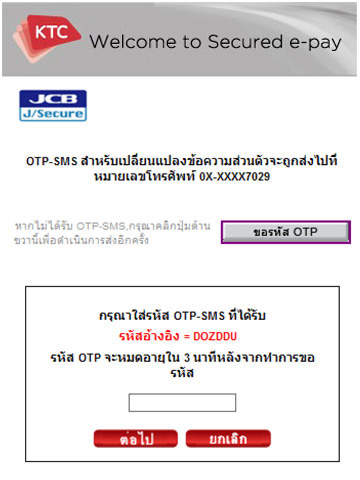 KTC
Welcome to Secured e-pay
JCB
J/Secure
OTP-SMS สำหรับเปลี่ยนแปลงข้อความส่วนตัวจะถูกส่งไปที่
หมายเลขโทรศัพท์ 0X-XXXX7029
หากไม่ได้รับ OTP-SMS,กรุณาคลิกปุ่มด้าน
ขวานี้เพื่อดำเนินการส่งอีกครั้ง
ขอรหัส OTP
กรุณาใส่รหัส OTP-SMS ที่ได้รับ
รหัสอ้างอิง = DOZDDU
รหัส OTP จะหมดอายุใน 3 นาทีหลังจากทำการขอ
รหัส
ต่อไป
ยกเลิก